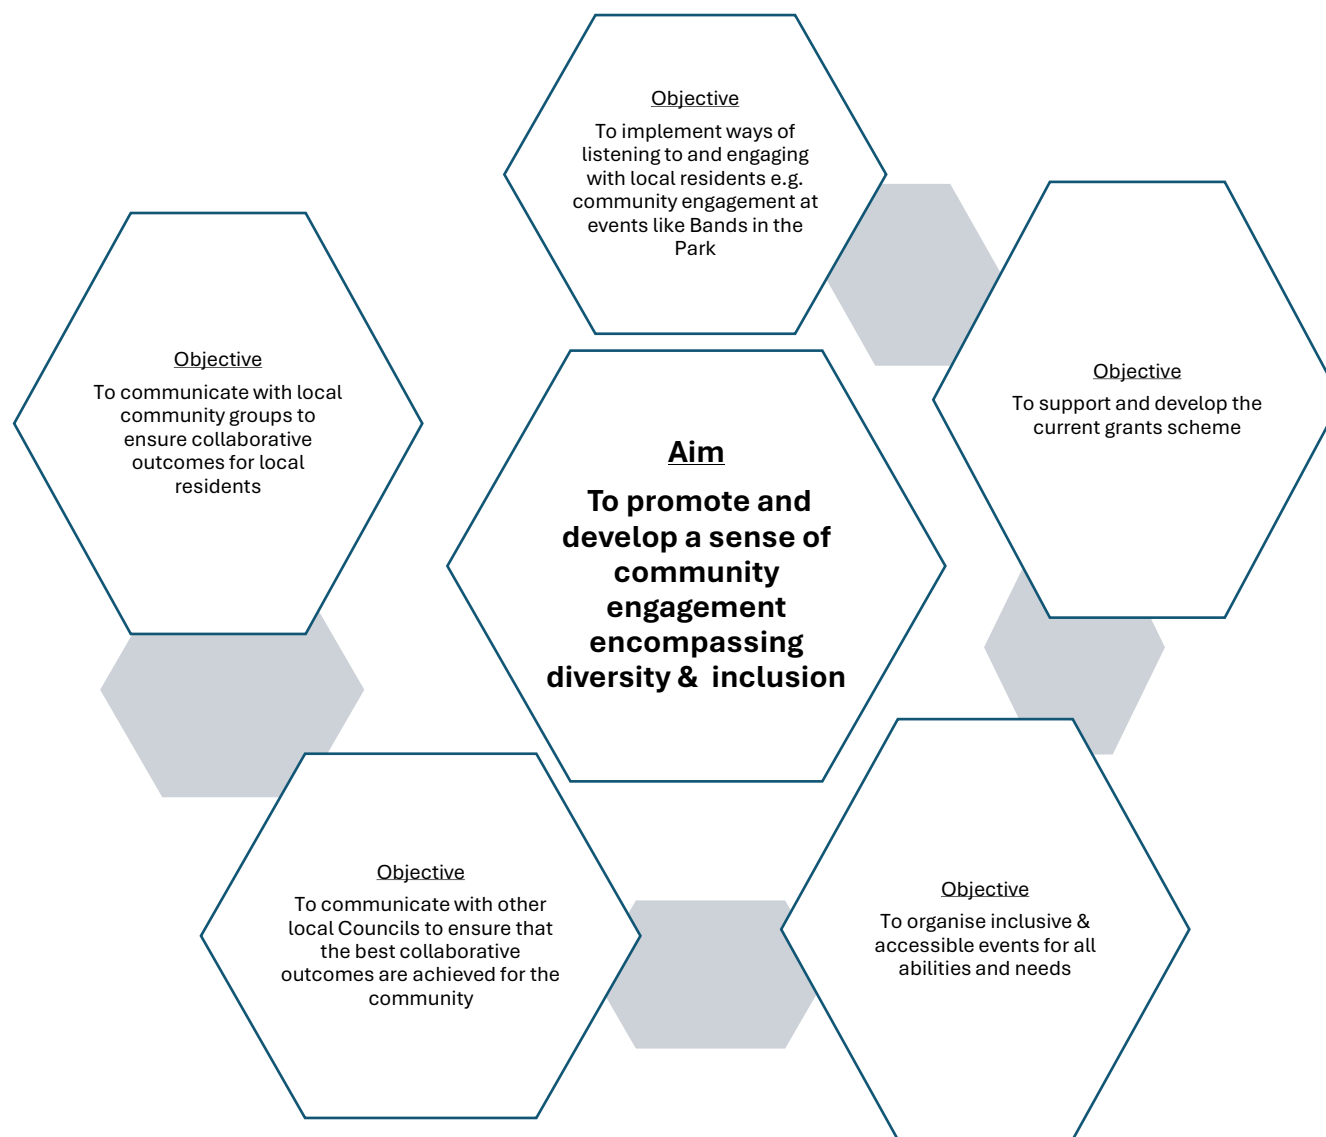 Objective
To implement ways of
listening to and engaging
with local residents e.g.
community engagement at
events like Bands in the
Park
Objective
To communicate with local
community groups to
ensure collaborative
outcomes for local
residents
Objective
To support and develop the
current grants scheme
Aim
To promote and
develop a sense of
community
engagement
encompassing
diversity &  inclusion
Objective
To communicate with other
local Councils to ensure that
the best collaborative
outcomes are achieved for the
community
Objective
To organise inclusive &
accessible events for all
abilities and needs